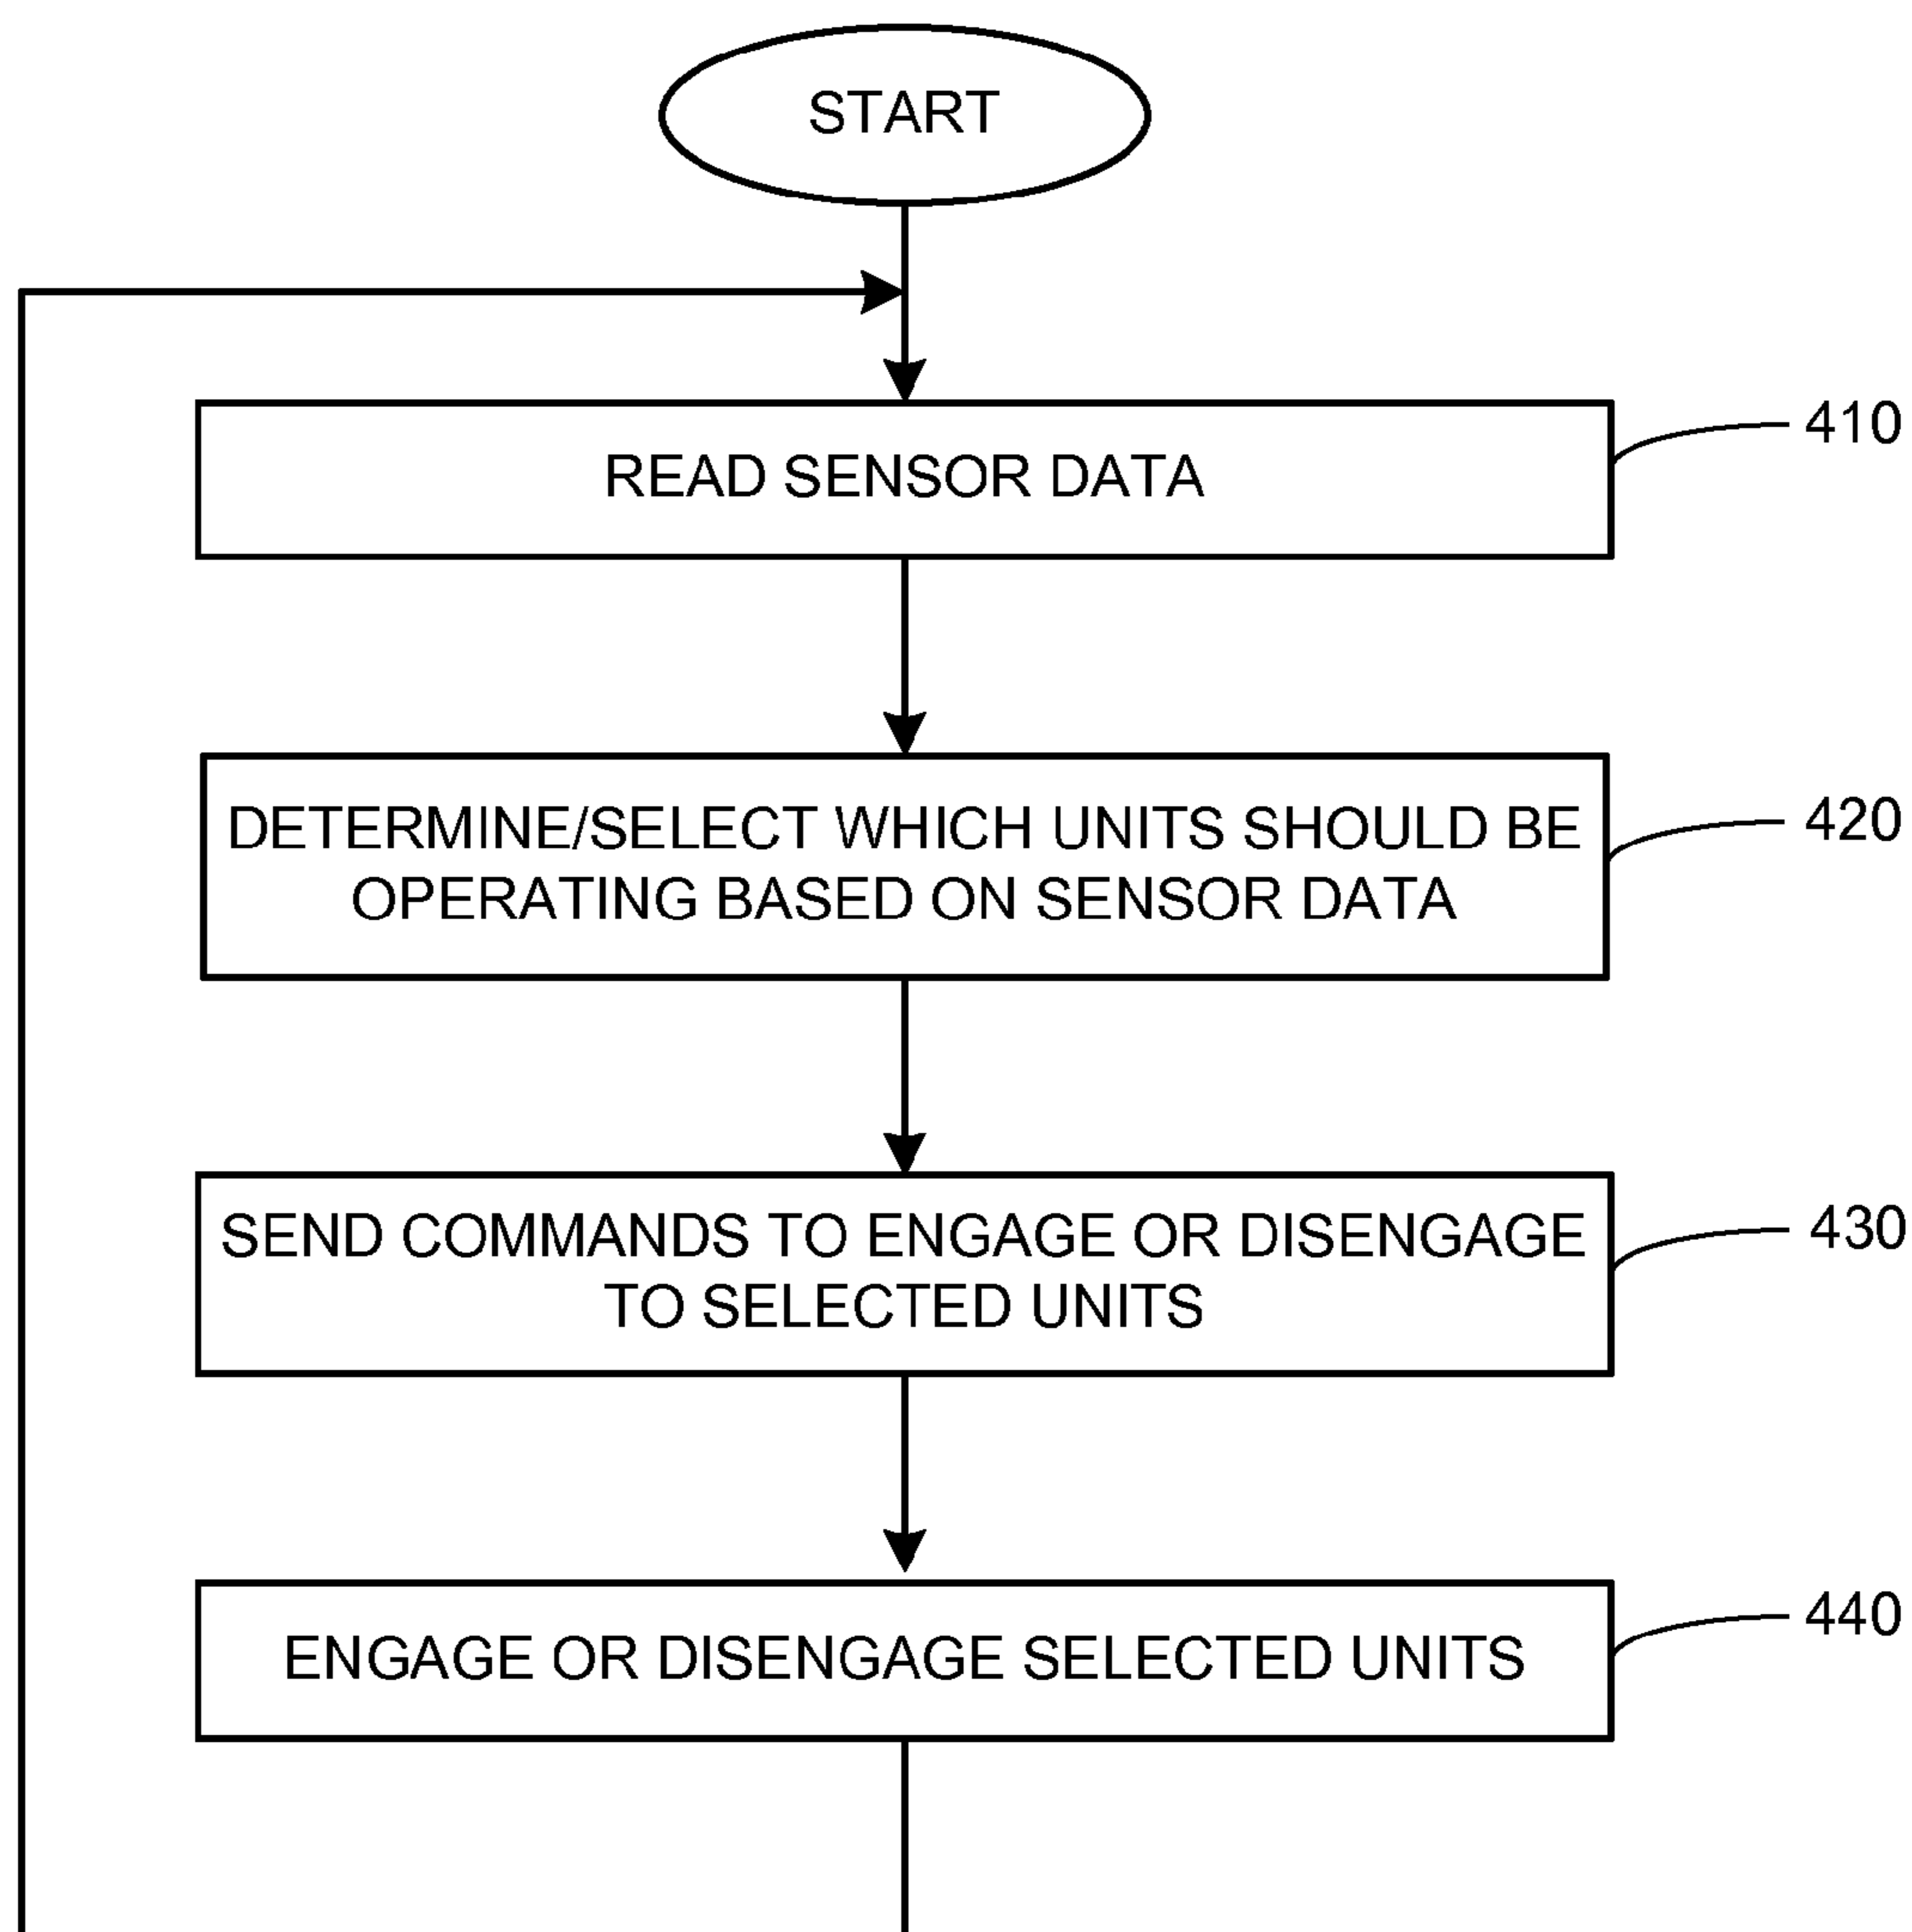 START
READ SENSOR DATA
410
DETERMINE/SELECT WHICH UNITS SHOULD BE
OPERATING BASED ON SENSOR DATA
420
SEND COMMANDS TO ENGAGE OR DISENGAGE
TO SELECTED UNITS
430
ENGAGE OR DISENGAGE SELECTED UNITS
440